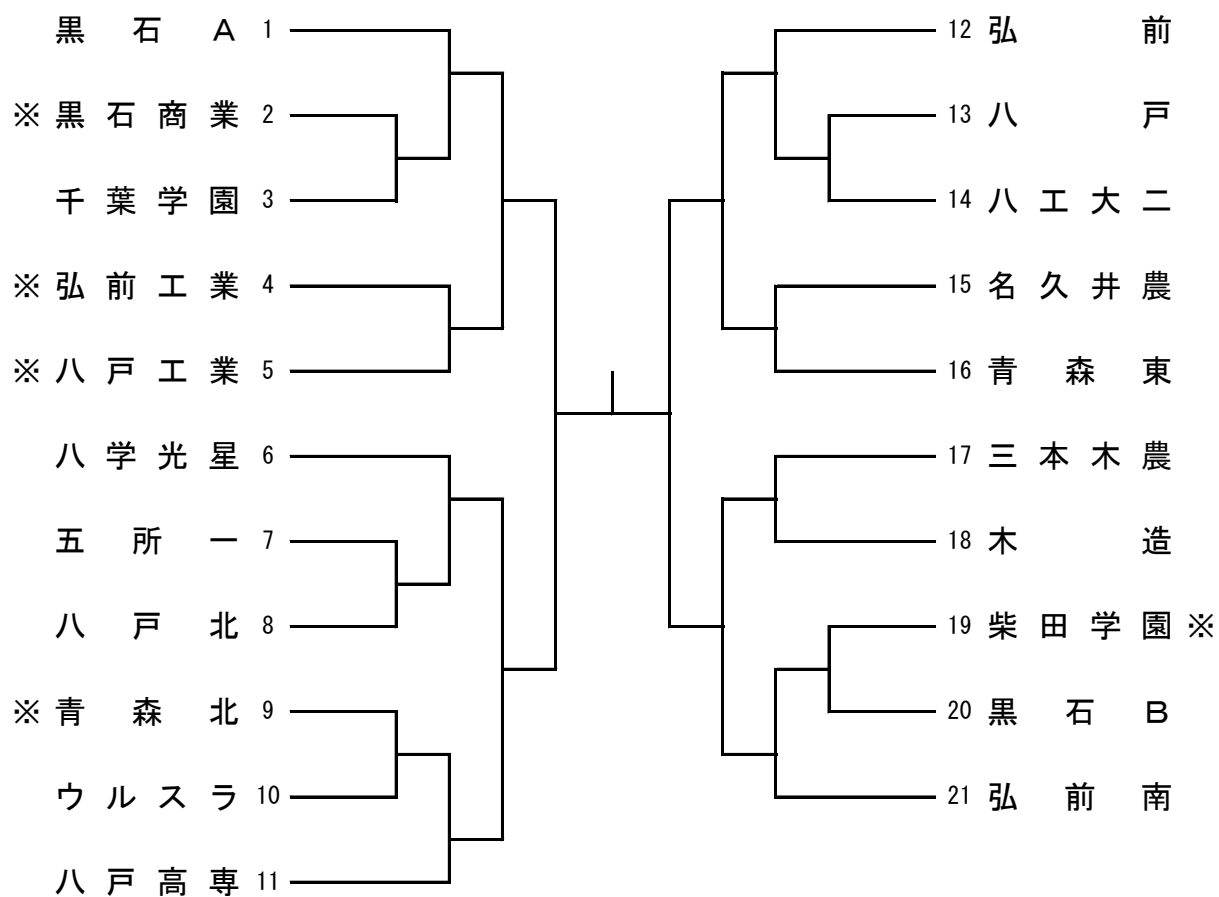 黒石A 1
※黒石商業 2
千葉学園 3
※弘前工業 4
※八戸工業 5
八学光星 6
五所一 7
八戸北 8
※青森北 9
ウルスラ 10
八戸高専 11
12 弘前
13 八戸
14 八工大二
15 名久井農
16 青森東
17 三本木農
18 木造
19 柴田学園※
20 黒石B
21 弘前南